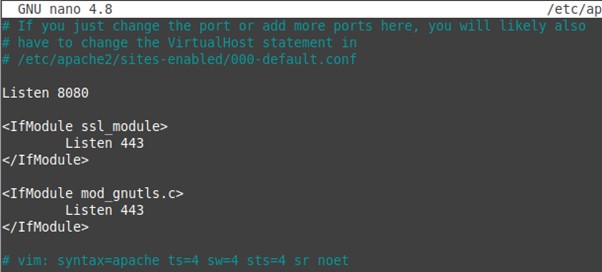 GNU nano 4.8 /etc/ap
# If you just change the port or add more ports here, you will likely also
# have to change the VirtualHost statement in
# /etc/apache2/sites-enabled/000-default.conf
Listen 8080
<IfModule ssl_module>
Listen 443
</IfModule>
<IfModule mod_gnutls.c>
Listen 443
</IfModule>
# vim: syntax=apache ts=4 sw=4 sts=4 sr noet